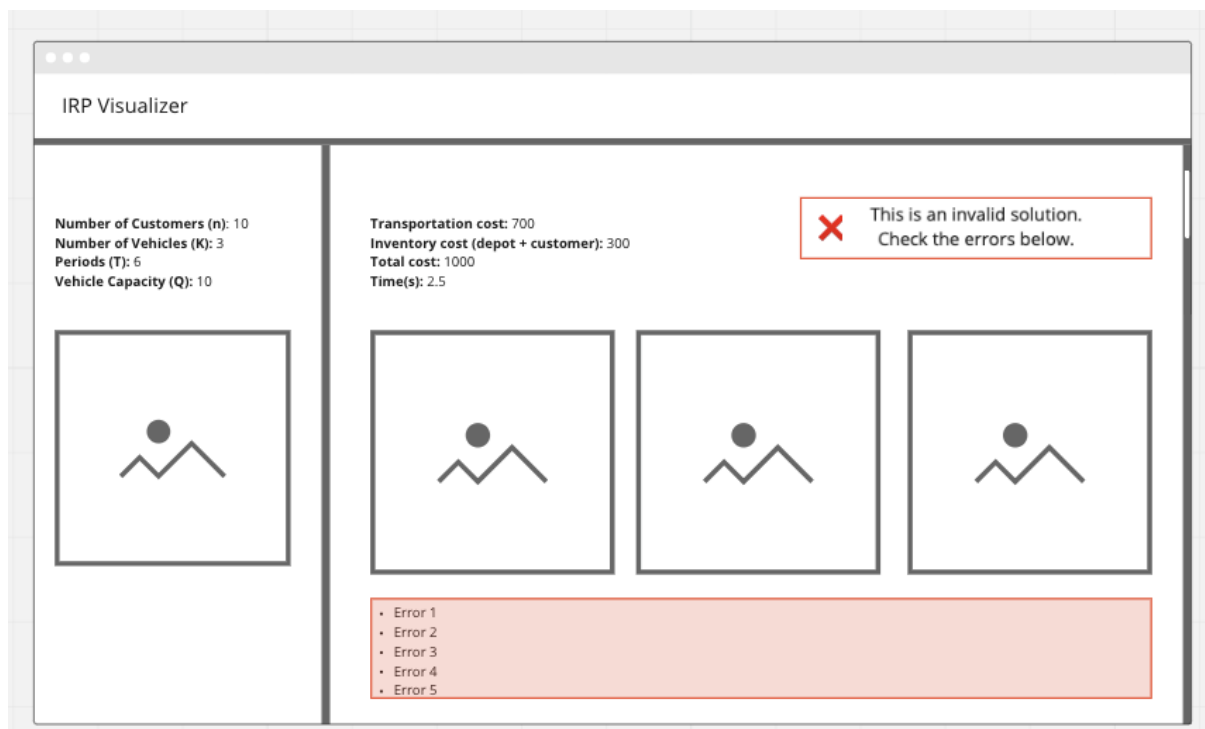 IRP Visualizer
Number of Customers (n): 10
Number of Vehicles (K): 3
Periods (T): 6
Vehicle Capacity (Q): 10
Transportation cost: 700
Inventory cost (depot + customer): 300
Total cost: 1000
Time(s): 2.5
This is an invalid solution.
Check the errors below.
• Error 1
• Error 2
• Error 3
• Error 4
• Error 5